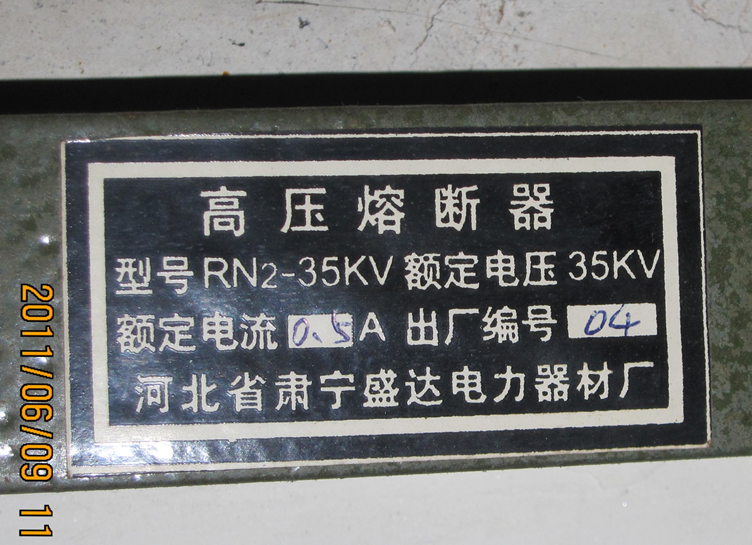 高压熔断器
型号RN2-35KV 额定电压 35KV
额定电流 0.5 A 出厂编号 04
河北省肃宁盛达电力器材厂
2011/06/09 11